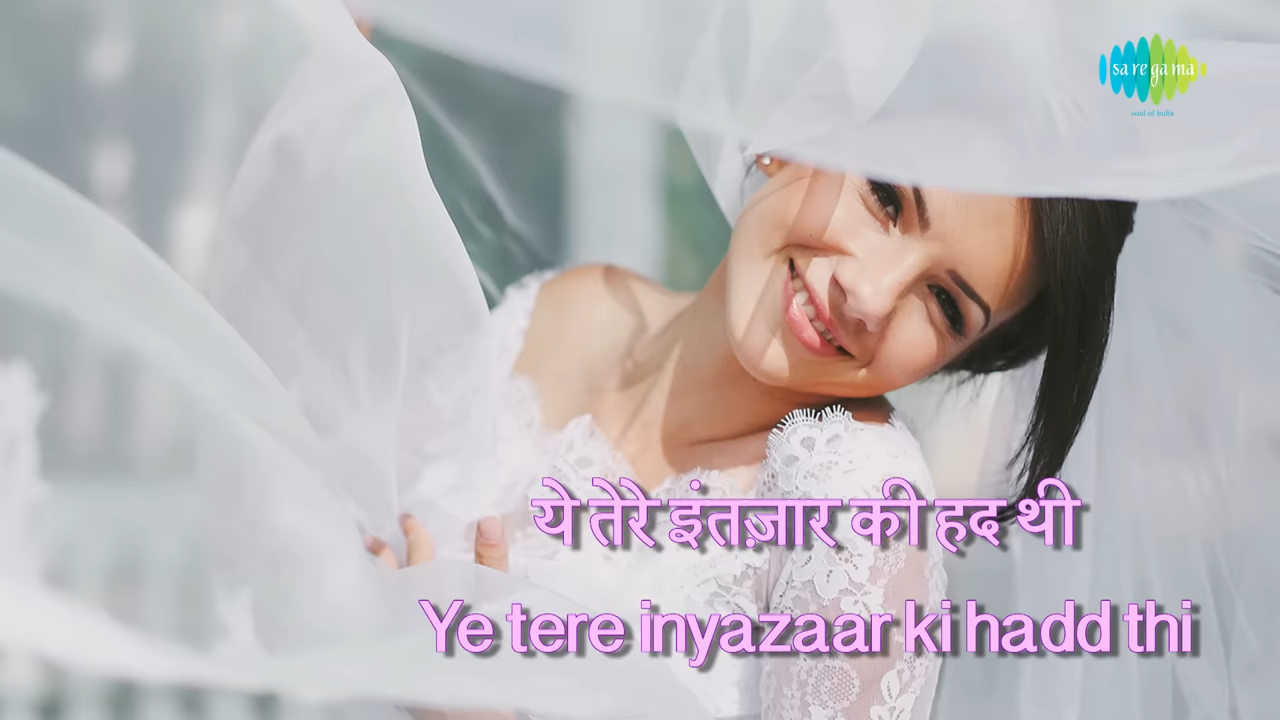 sa re ga ma
soul of India
ये तेरे इंतज़ार की हद थी
Ye tere inyazaar ki hadd thi